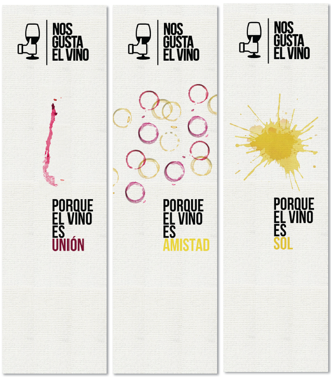 NOS
GUSTA
EL VINO
PORQUE
EL VINO
ES
UNIÓN
NOS
GUSTA
EL VINO
PORQUE
EL VINO
ES
AMISTAD
NOS
GUSTA
EL VINO
PORQUE
EL VINO
ES
SOL